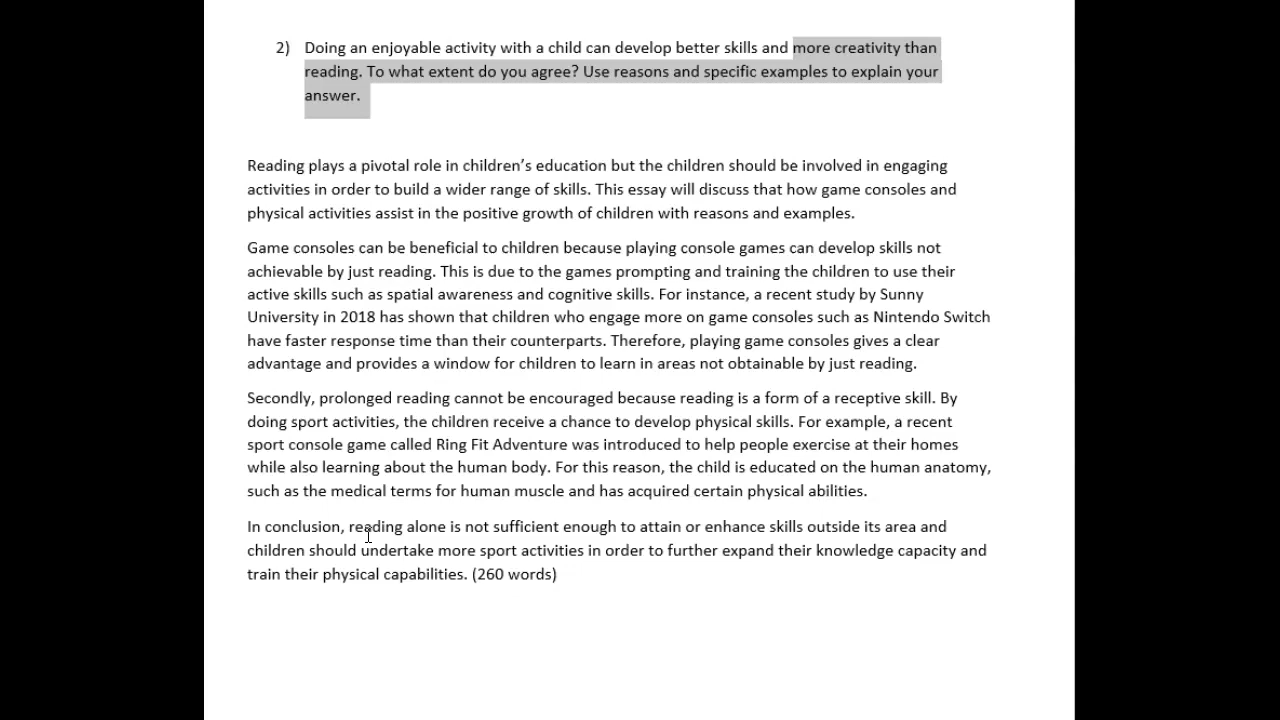 2) Doing an enjoyable activity with a child can develop better skills and more creativity than
reading. To what extent do you agree? Use reasons and specific examples to explain your
answer.
Reading plays a pivotal role in children’s education but the children should be involved in engaging
activities in order to build a wider range of skills. This essay will discuss that how game consoles and
physical activities assist in the positive growth of children with reasons and examples.
Game consoles can be beneficial to children because playing console games can develop skills not
achievable by just reading. This is due to the games prompting and training the children to use their
active skills such as spatial awareness and cognitive skills. For instance, a recent study by Sunny
University in 2018 has shown that children who engage more on game consoles such as Nintendo Switch
have faster response time than their counterparts. Therefore, playing game consoles gives a clear
advantage and provides a window for children to learn in areas not obtainable by just reading.
Secondly, prolonged reading cannot be encouraged because reading is a form of a receptive skill. By
doing sport activities, the children receive a chance to develop physical skills. For example, a recent
sport console game called Ring Fit Adventure was introduced to help people exercise at their homes
while also learning about the human body. For this reason, the child is educated on the human anatomy,
such as the medical terms for human muscle and has acquired certain physical abilities.
In conclusion, reading alone is not sufficient enough to attain or enhance skills outside its area and
children should undertake more sport activities in order to further expand their knowledge capacity and
train their physical capabilities. (260 words)